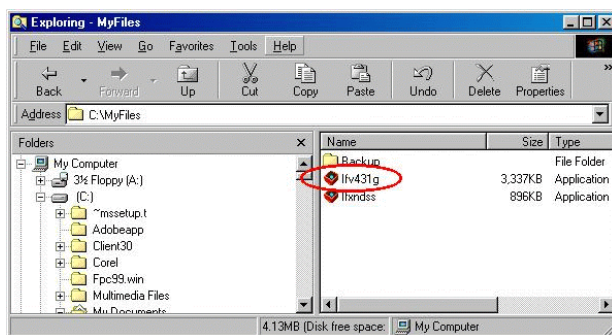 Exploring - MyFiles
File Edit View Go Favorites Tools Help
Back Forward Up Cut Copy Paste Undo Delete Properties »
Address C:\MyFiles
Folders × Name Size Type
My Computer
3½ Floppy (A:)
(C:)
~mssetup.t
Adobeapp
Client30
Corel
Fpc99.win
Multimedia Files
My Documents
Backup File Folder
lfv431g 3,337KB Application
lfxndss 896KB Application
4.13MB (Disk free space: My Computer